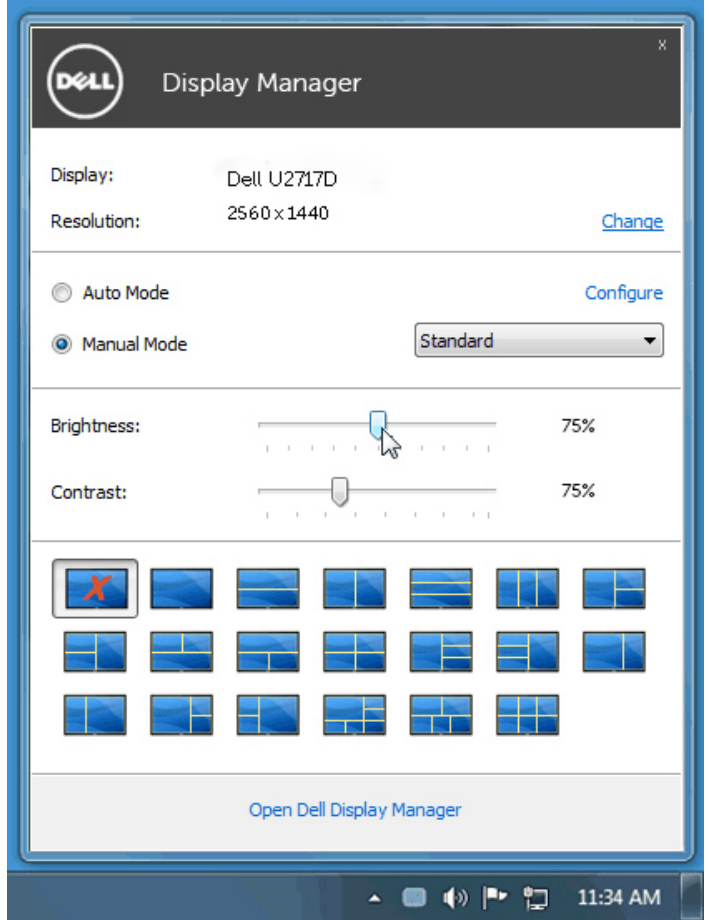 x
DELL
Display Manager
Display: Dell U2717D
Resolution: 2560 x 1440 Change
Auto Mode Configure
Manual Mode Standard
Brightness: 75%
Contrast: 75%
X
Open Dell Display Manager
11:34 AM